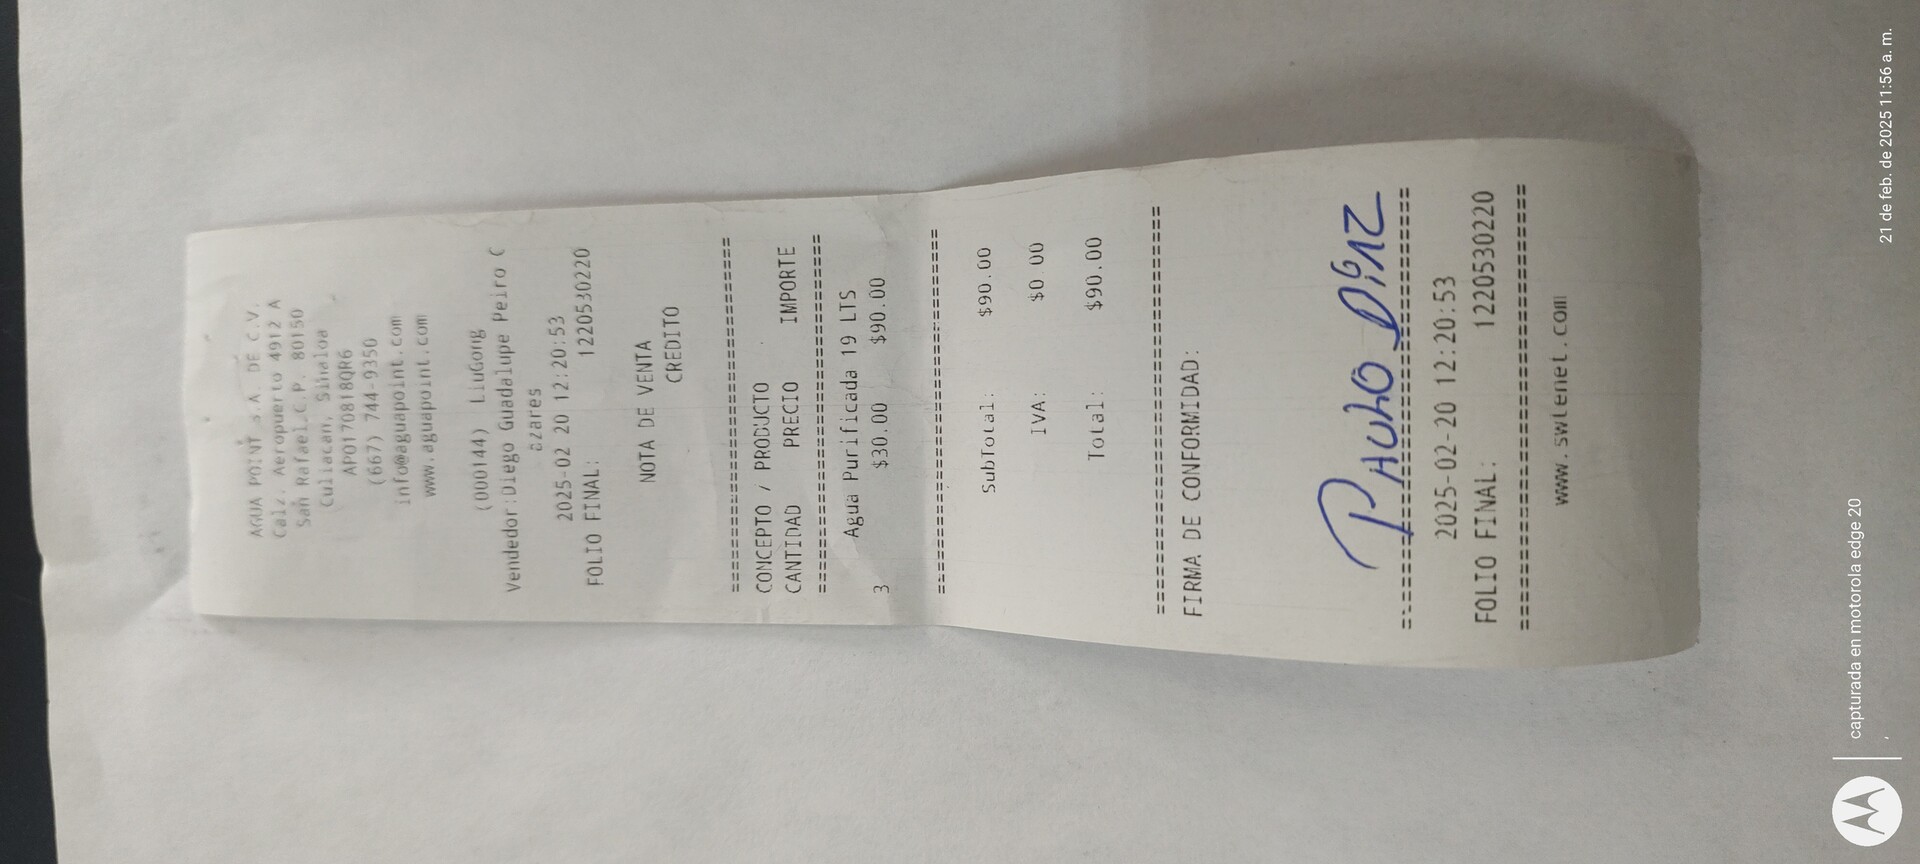 AGUA POINT S.A. DE C.V.
Calz. Aeropuerto 4912 A
San Rafael C.P. 80150
Culiacan, Sinaloa
APO170818QR6
(667) 744-9350
info@aguapoint.com
www.aguapoint.com
(000144) LiuGong
Vendedor:Diego Guadalupe Peiro C
azares
2025-02 20 12:20:53
FOLIO FINAL: 1220530220
NOTA DE VENTA
CREDITO
================================
CONCEPTO / PRODUCTO
CANTIDAD PRECIO IMPORTE
================================
Agua Purificada 19 LTS
3 $30.00 $90.00
================================
SubTotal: $90.00
IVA: $0.00
Total: $90.00
================================
FIRMA DE CONFORMIDAD:
PAULO DíAZ
================================
2025-02-20 12:20:53
FOLIO FINAL: 1220530220
================================
www.swtenet.com
capturada en motorola edge 20
21 de feb. de 2025 11:56 a. m.